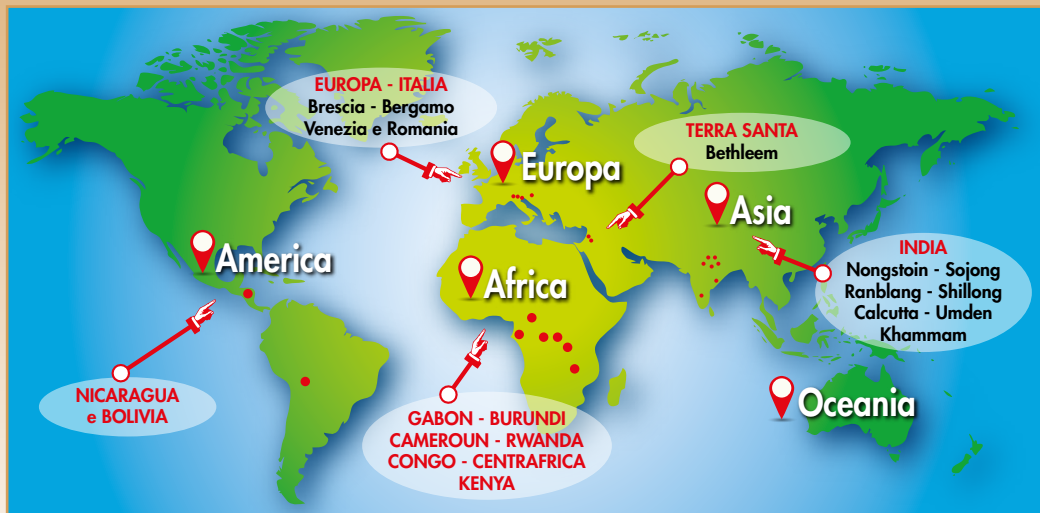 EUROPA - ITALIA
Brescia - Bergamo
Venezia e Romania
TERRA SANTA
Bethleem
Europa
Asia
America
Africa
INDIA
Nongstoin - Sojong
Ranblang - Shillong
Calcutta - Umden
Khammam
NICARAGUA
e BOLIVIA
GABON - BURUNDI
CAMEROUN - RWANDA
CONGO - CENTRAFRICA
KENYA
Oceania